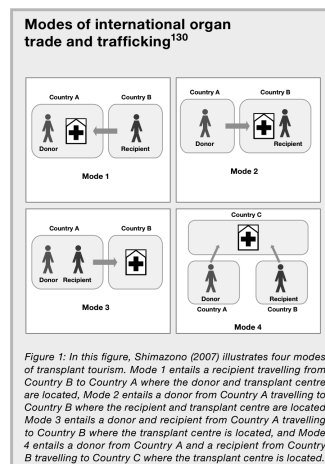 Modes of international organ
trade and trafficking130
Country A Country B
Donor Recipient
Mode 1
Country A Country B
Donor Recipient
Mode 2
Country A Country B
Donor Recipient
Mode 3
Country C
Donor Recipient
Country A Country B
Mode 4
Figure 1: In this figure, Shimazono (2007) illustrates four modes
of transplant tourism. Mode 1 entails a recipient travelling from
Country B to Country A where the donor and transplant centre
are located, Mode 2 entails a donor from Country A travelling to
Country B where the recipient and transplant centre are located
Mode 3 entails a donor and recipient from Country A travelling
to Country B where the transplant centre is located, and Mode
4 entails a donor from Country A and a recipient from Country
B travelling to Country C where the transplant centre is located.